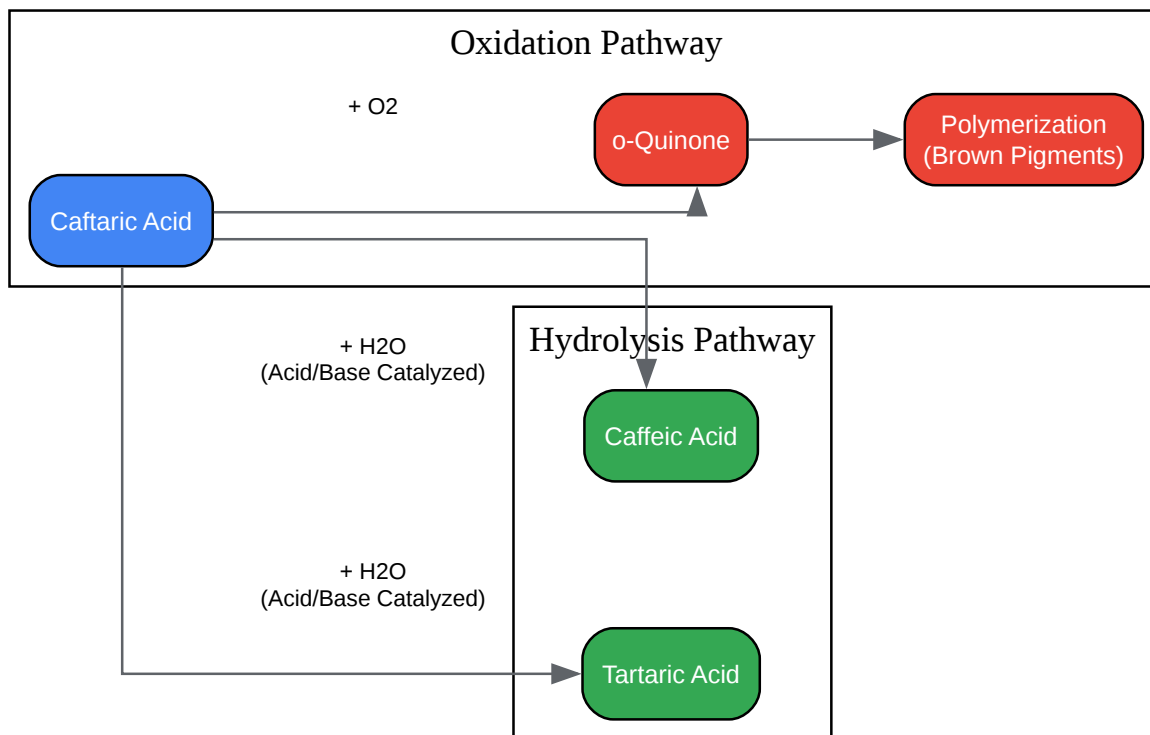 Oxidation Pathway
+ O2
o-Quinone
Polymerization
(Brown Pigments)
Caftaric Acid
Hydrolysis Pathway
+ H2O
(Acid/Base Catalyzed)
Caffeic Acid
+ H2O
(Acid/Base Catalyzed)
Tartaric Acid